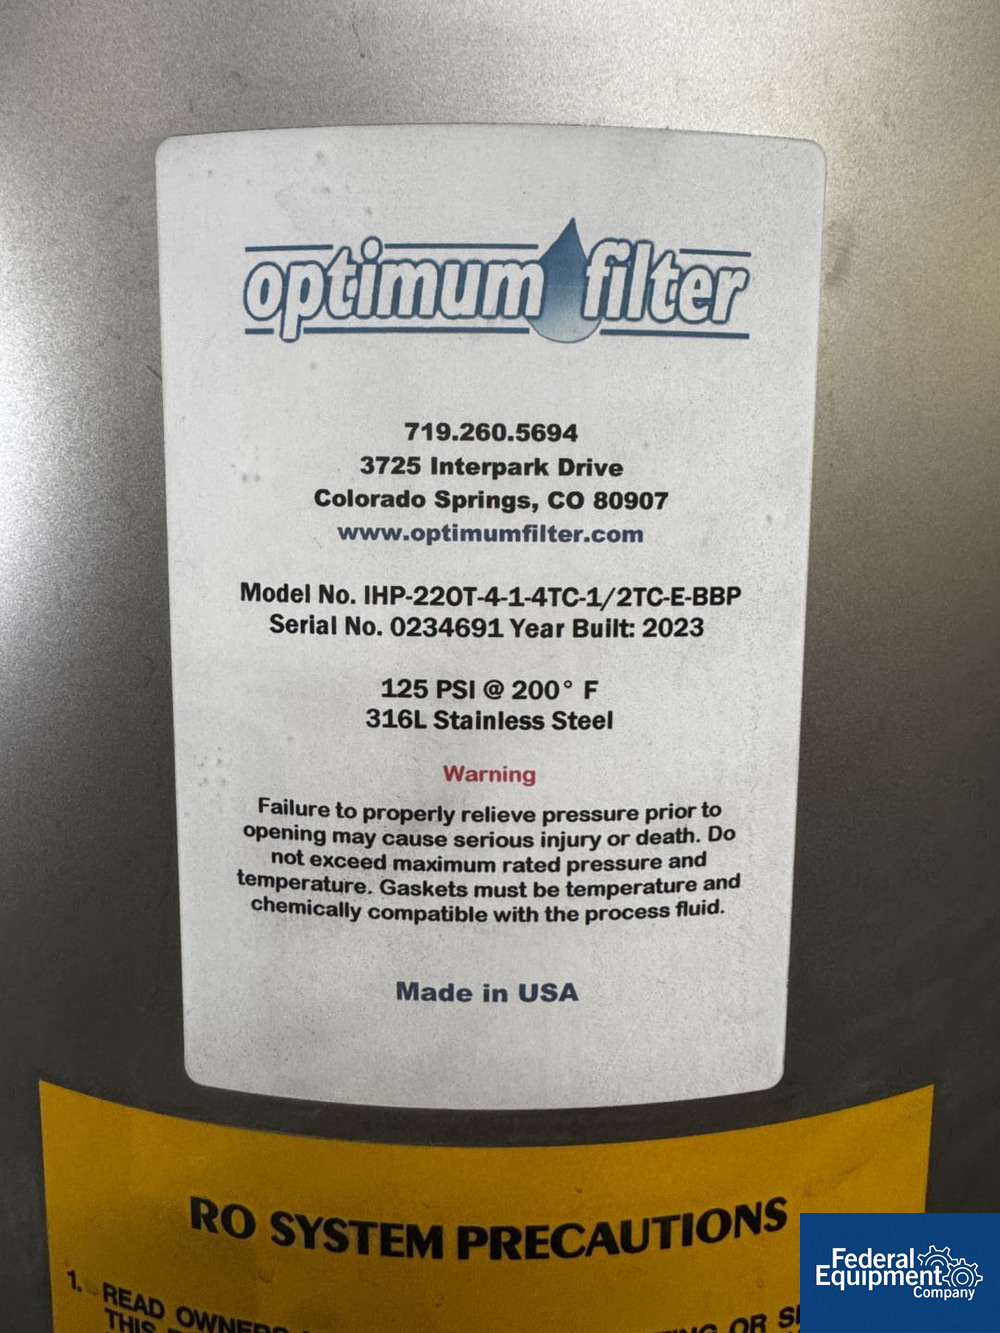 optimum filter
719.260.5694
3725 Interpark Drive
Colorado Springs, CO 80907
www.optimumfilter.com
Model No. IHP-22OT-4-1-4TC-1/2TC-E-BBP
Serial No. 0234691 Year Built: 2023
125 PSI @ 200° F
316L Stainless Steel
Warning
Failure to properly relieve pressure prior to
opening may cause serious injury or death. Do
not exceed maximum rated pressure and
temperature. Gaskets must be temperature and
chemically compatible with the process fluid.
Made in USA
RO SYSTEM PRECAUTIONS
1. READ OR
THIS
Federal
Equipment
Company